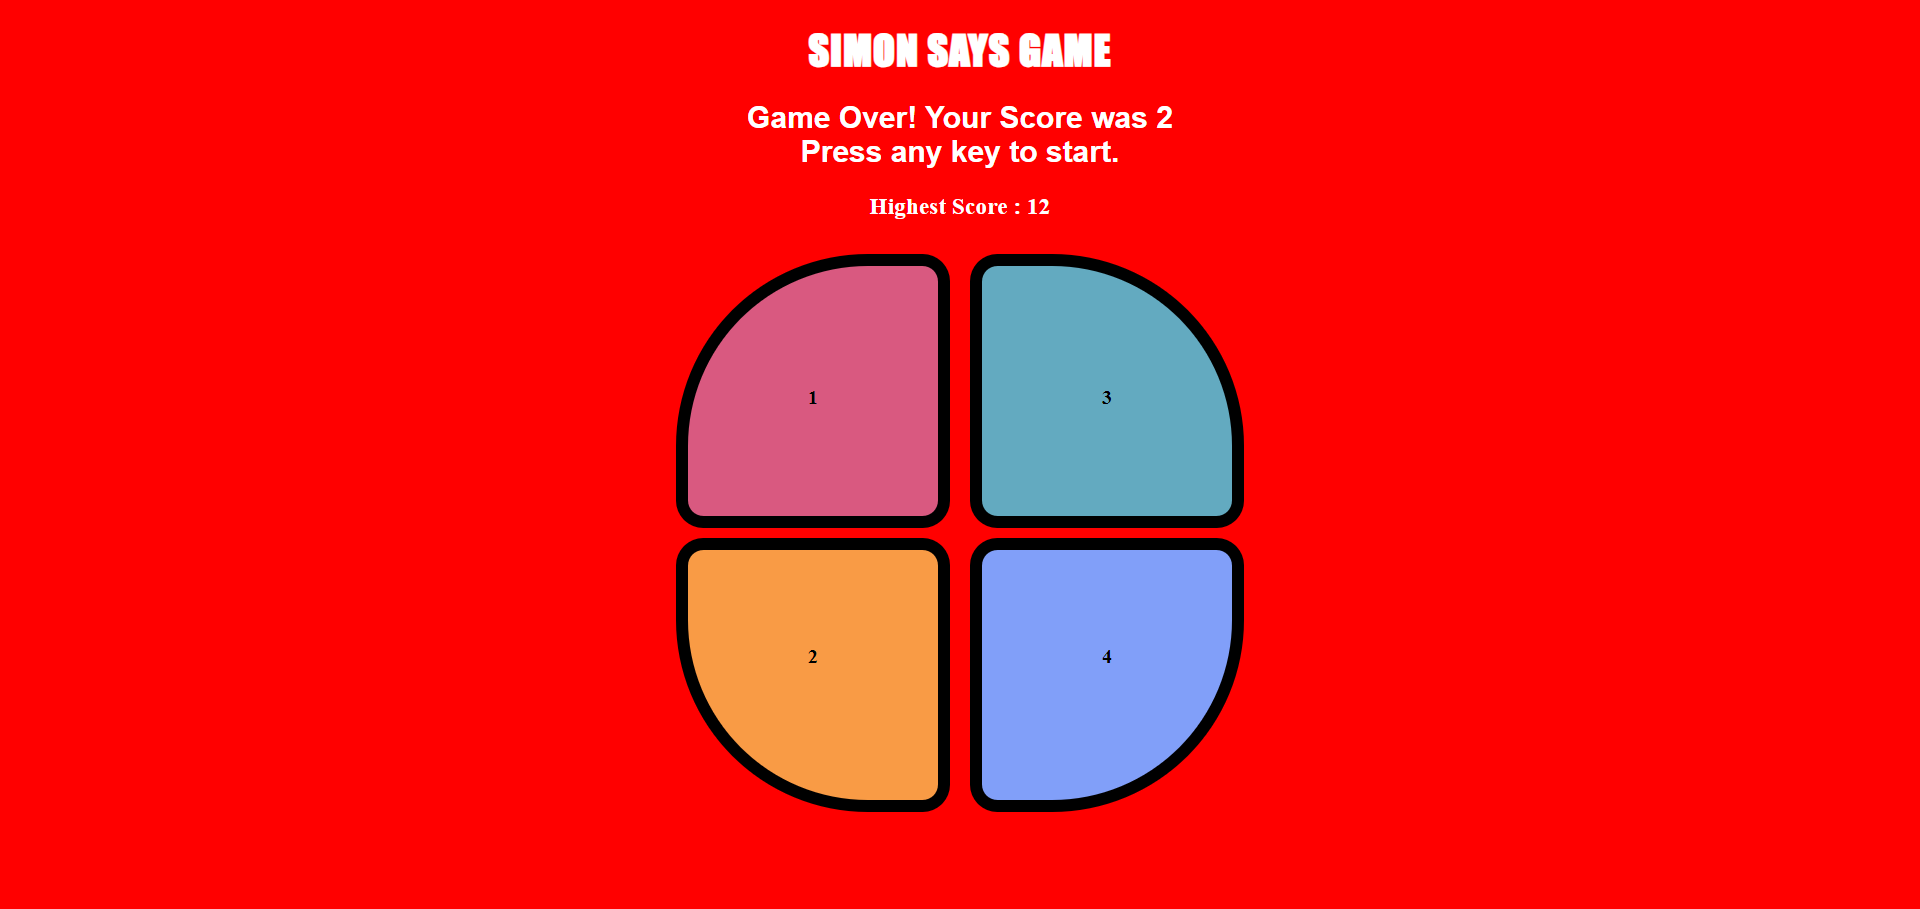 SIMON SAYS GAME
Game Over! Your Score was 2
Press any key to start.
Highest Score : 12
1
3
2
4